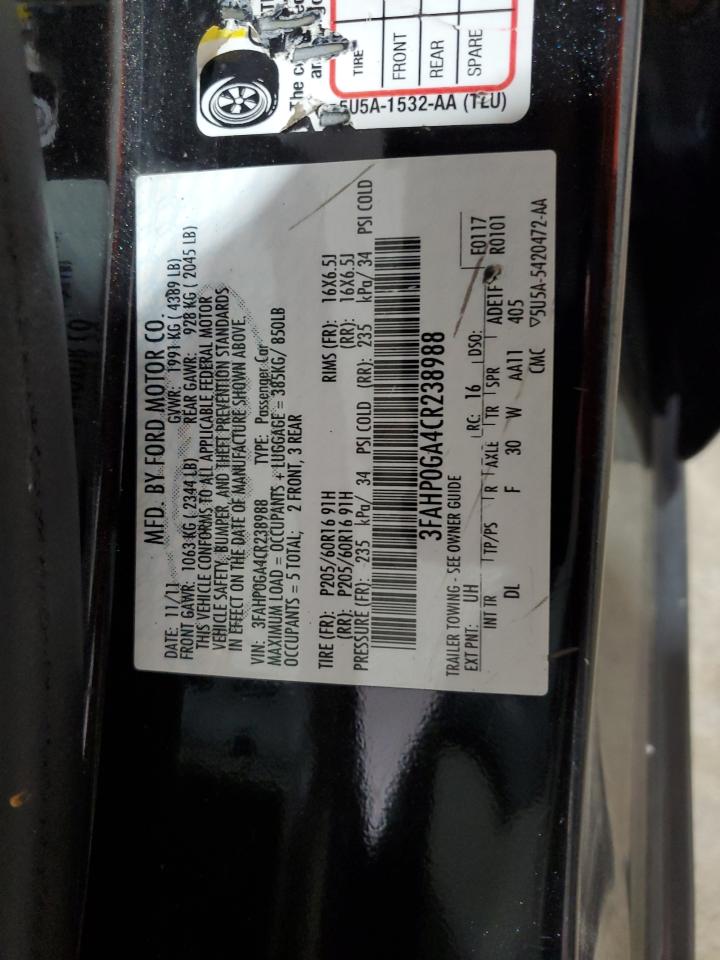 The c
TIRE
FRONT
REAR
SPARE
5U5A-1532-AA (TEU)
MFD. BY FORD MOTOR CO.
DATE: 11/11 GVWR: 1991 KG ( 4389 LB)
FRONT GAWR: 1063 KG ( 2344 LB) REAR GAWR: 928 KG ( 2045 LB)
THIS VEHICLE CONFORMS TO ALL APPLICABLE FEDERAL MOTOR
VEHICLE SAFETY, BUMPER, AND THEFT PREVENTION STANDARDS
IN EFFECT ON THE DATE OF MANUFACTURE SHOWN ABOVE.
VIN: 3FAHP0GA4CR238988 TYPE: Passenger Car
MAXIMUM LOAD = OCCUPANTS + LUGGAGE = 385KG/ 850LB
OCCUPANTS = 5 TOTAL; 2 FRONT, 3 REAR
TIRE (FR): P205/60R16 91H RIMS (FR): 16X6.5J
(RR): P205/60R16 91H (RR): 16X6.5J
PRESSURE (FR): 235 kPa/ 34 PSI COLD (RR): 235 kPa/ 34 PSI COLD
3FAHP0GA4CR238988
TRAILER TOWING - SEE OWNER GUIDE
EXT PNT: UH RC: 16 DSO: F0117
R0101
INT TR TP/PS R AXLE TR SPR ADETF
DL F 30 W AA11 405
CMC ▽5U5A-5420472-AA